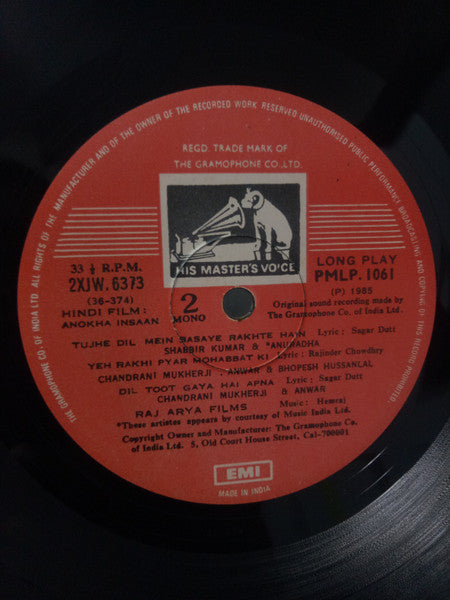 ALL RIGHTS OF THE MANUFACTURER AND OF THE OWNER OF THE RECORDED WORK RESERVED UNAUTHORISED PUBLIC PERFORMANCE BROADCASTING AND COPYING OF THIS RECORD PROHIBITED.
THE GRAMOPHONE CO. OF INDIA LTD.
REGD. TRADE MARK OF
THE GRAMOPHONE CO., LTD.
HIS MASTER'S VOICE
33 ⅓ R.P.M.
2XJW.6373
(36-374)
HINDI FILM:
ANOKHA INSAAN
2
MONO
LONG PLAY
PMLP.1061
(P) 1985
Original sound recording made by
The Gramophone Co. of India Ltd.
TUJHE DIL MEIN BASAYE RAKHTE HAIN Lyric: Sagar Dutt
SHABBIR KUMAR & *ANURADHA
YEH RAKHI PYAR MOHABBAT KI Lyric: Rajinder Chowdhry
CHANDRANI MUKHERJI, ANWAR & BHOPESH HUSSANLAL
DIL TOOT GAYA HAI APNA Lyric: Sagar Dutt
CHANDRANI MUKHERJI & ANWAR
RAJ ARYA FILMS Music: Hemraj
*These artistes appears by courtesy of Music India Ltd.
Copyright Owner and Manufacturer: The Gramophone Co.
of India Ltd. 5, Old Court House Street, Cal-700001
EMI
MADE IN INDIA